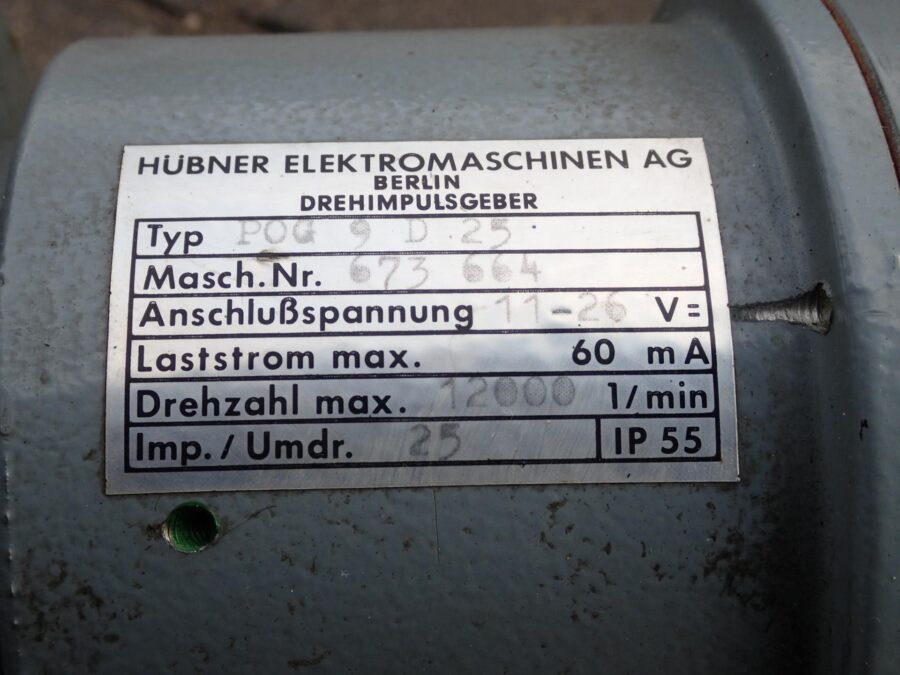 HÜBNER ELEKTROMASCHINEN AG
BERLIN
DREHIMPULSGEBER
Typ POG 9 D 25
Masch.Nr. 673 664
Anschlußspannung 11-26 V=
Laststrom max. 60 mA
Drehzahl max. 12000 1/min
Imp./Umdr. 25 IP 55